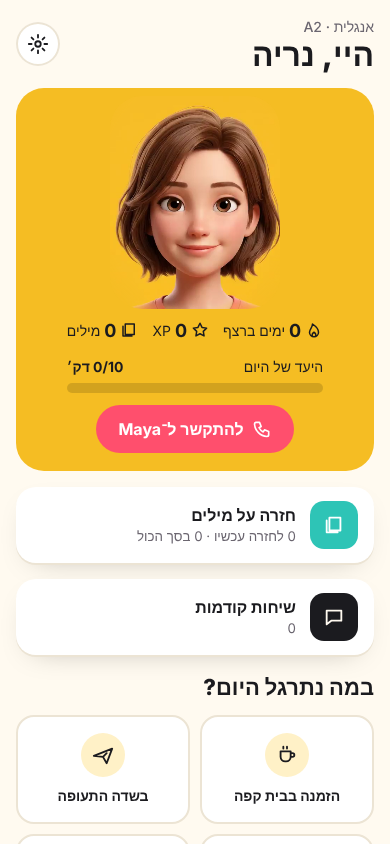 אנגלית · A2
היי, נריה
0 ימים ברצף 0 XP 0 מילים
היעד של היום 0/10 דק׳
להתקשר ל־Maya
חזרה על מילים
0 לחזרה עכשיו · 0 בסך הכול
שיחות קודמות
0
במה נתרגל היום?
הזמנה בבית קפה
בשדה התעופה